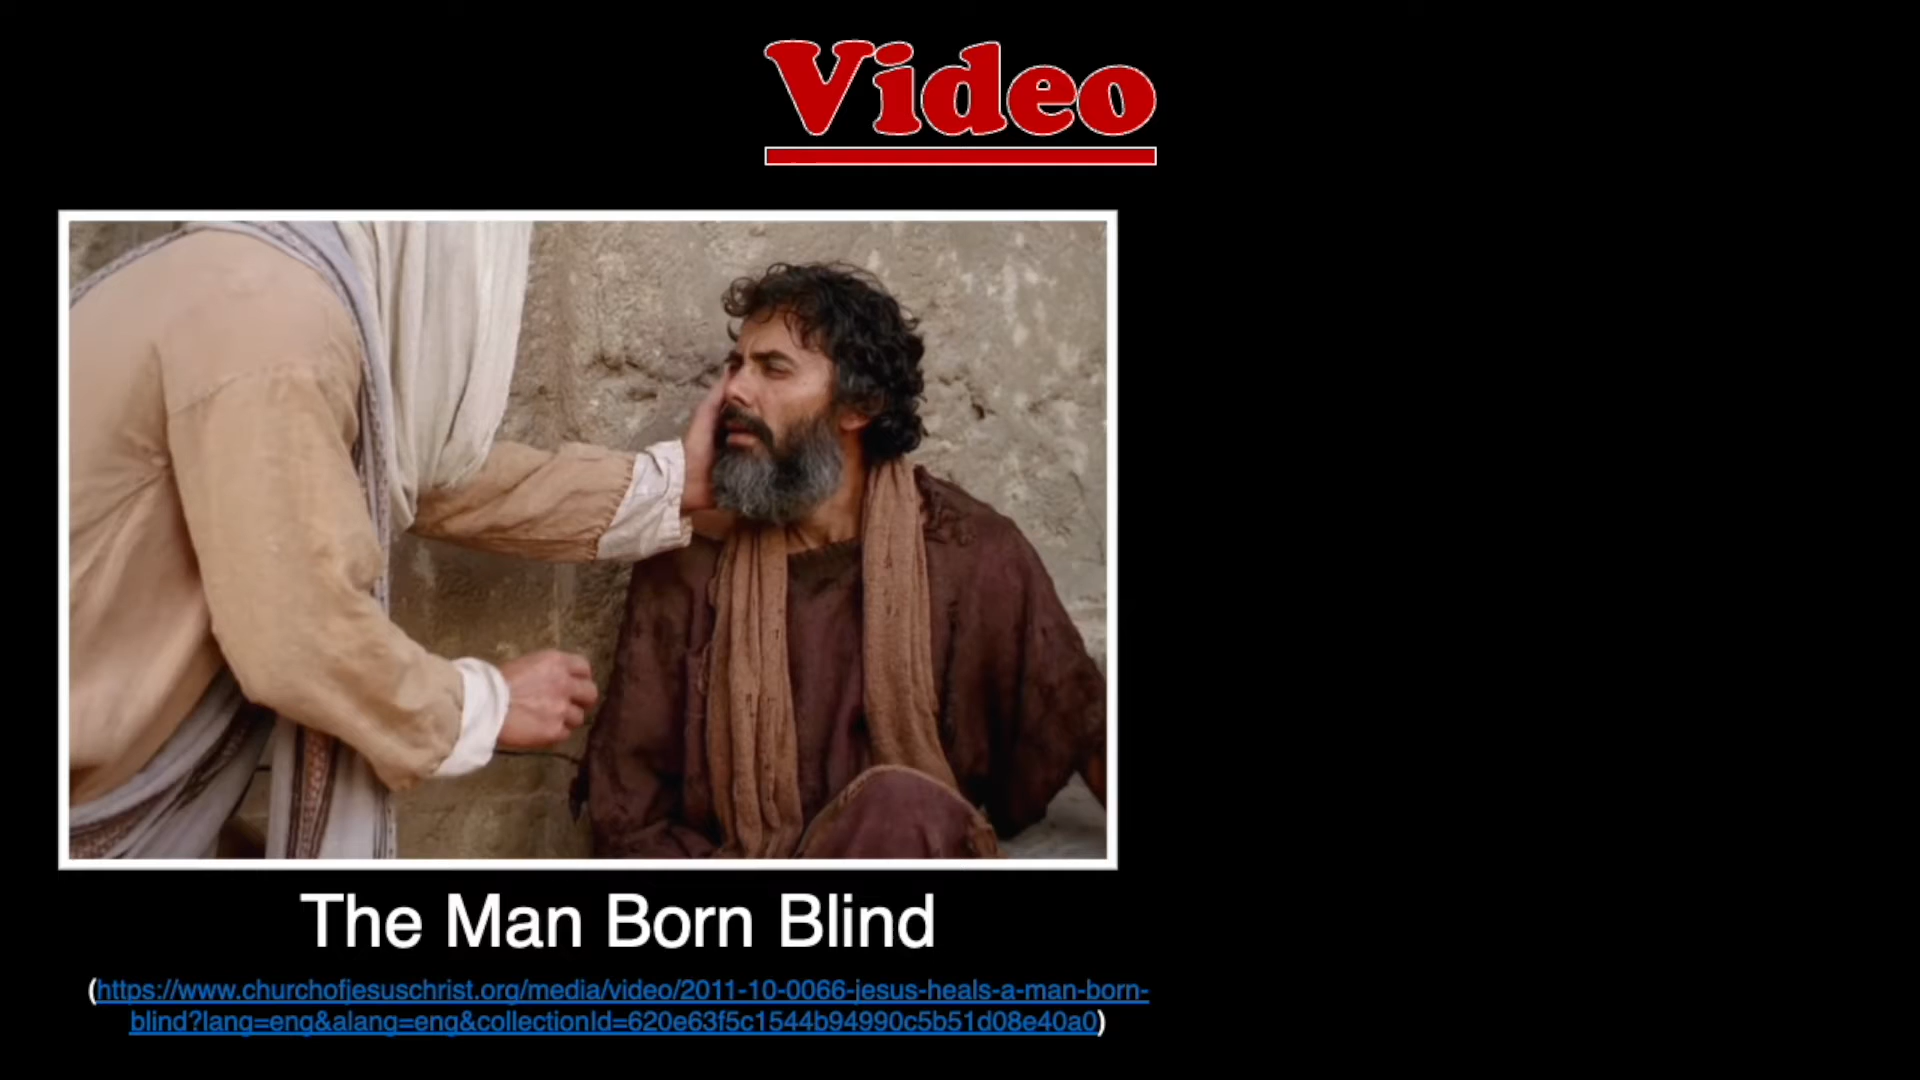 Video
The Man Born Blind
(https://www.churchofjesuschrist.org/media/video/2011-10-0066-jesus-heals-a-man-born-
blind?lang=eng&alang=eng&collectionId=620e63f5c1544b94990c5b51d08e40a0)